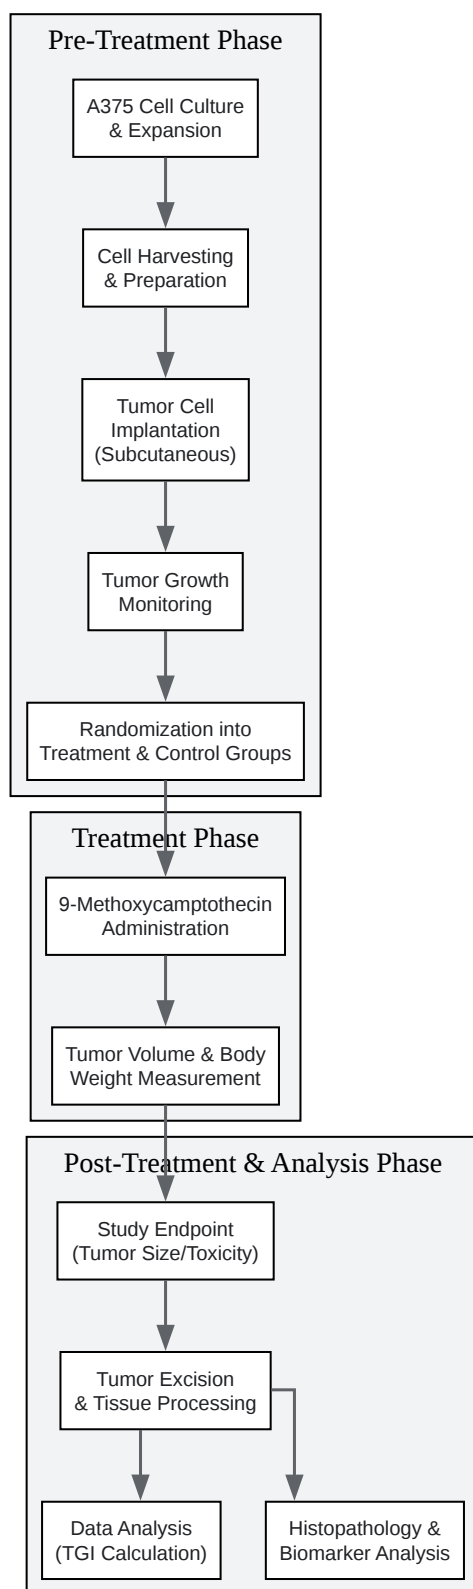 Pre-Treatment Phase
A375 Cell Culture
& Expansion
Cell Harvesting
& Preparation
Tumor Cell
Implantation
(Subcutaneous)
Tumor Growth
Monitoring
Randomization into
Treatment & Control Groups
Treatment Phase
9-Methoxycamptothecin
Administration
Tumor Volume & Body
Weight Measurement
Post-Treatment & Analysis Phase
Study Endpoint
(Tumor Size/Toxicity)
Tumor Excision
& Tissue Processing
Data Analysis
(TGI Calculation)
Histopathology &
Biomarker Analysis